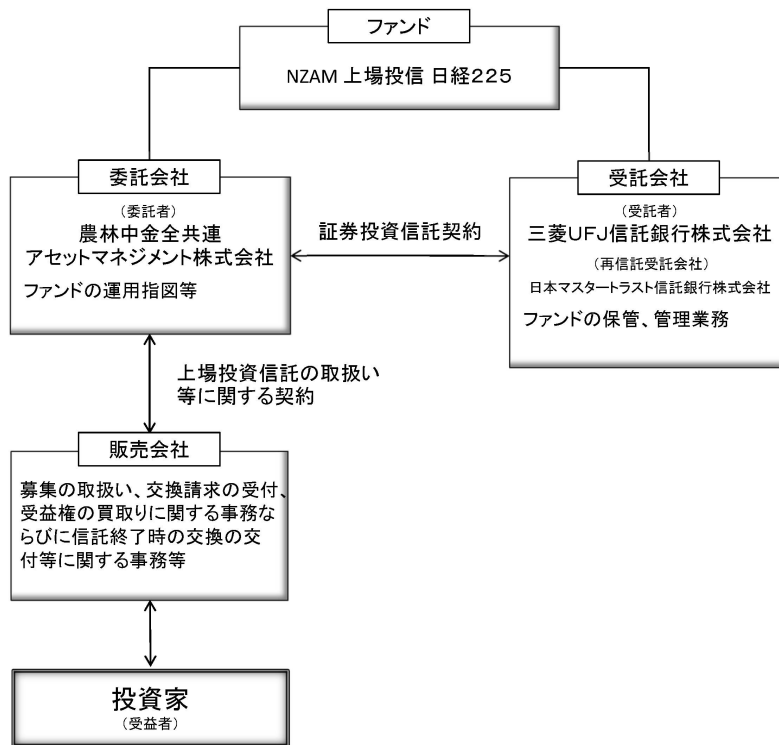 ファンド
NZAM 上場投信 日経225
委託会社
(委託者)
農林中金全共連
アセットマネジメント株式会社
ファンドの運用指図等
証券投資信託契約
受託会社
(受託者)
三菱UFJ信託銀行株式会社
(再信託受託会社)
日本マスタートラスト信託銀行株式会社
ファンドの保管、管理業務
上場投資信託の取扱い
等に関する契約
販売会社
募集の取扱い、交換請求の受付、
受益権の買取りに関する事務な
らびに信託終了時の交換の交
付等に関する事務等
投資家
(受益者)